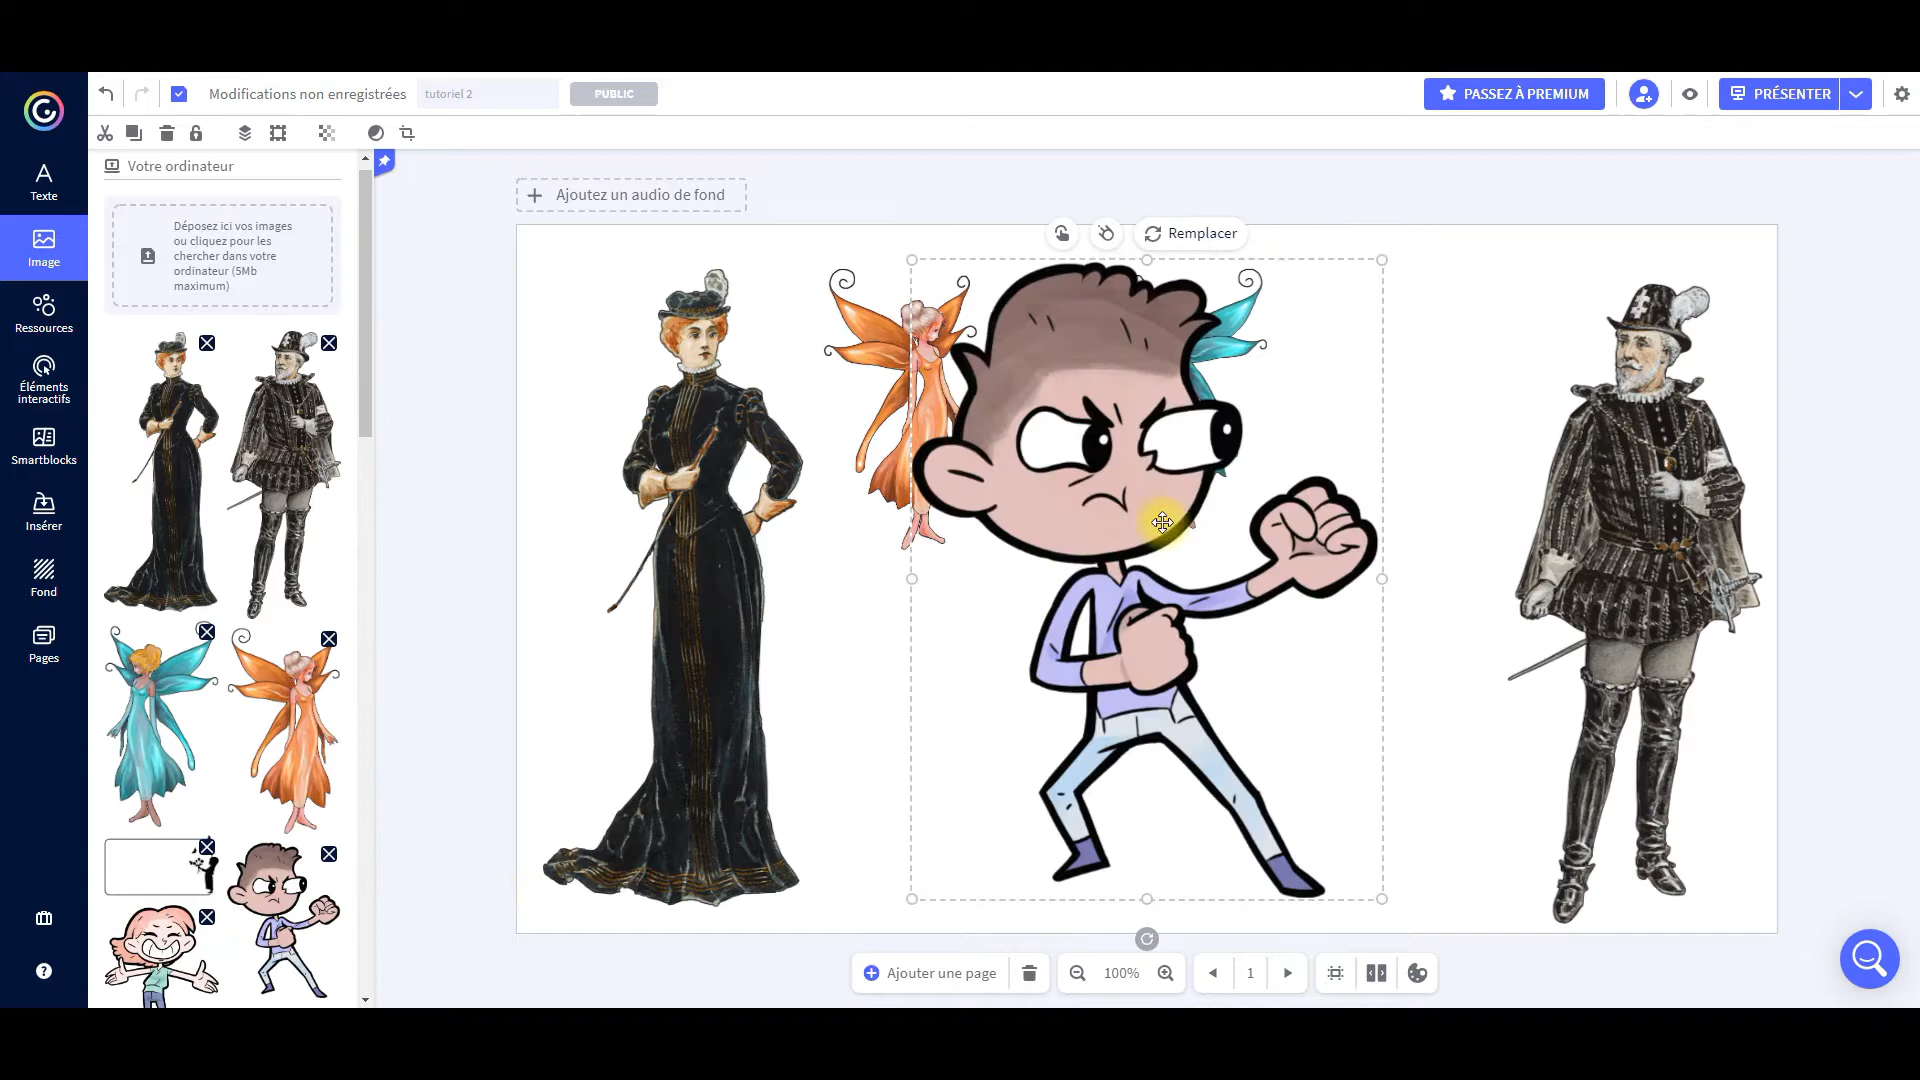 Modifications non enregistrées
tutoriel 2
PUBLIC
PASSEZ À PREMIUM
PRÉSENTER
Votre ordinateur
Déposez ici vos images
ou cliquez pour les
chercher dans votre
ordinateur (5Mb
maximum)
Texte
Image
Ressources
Éléments
interactifs
Smartblocks
Insérer
Fond
Pages
Ajoutez un audio de fond
Remplacer
Ajouter une page
100%
1